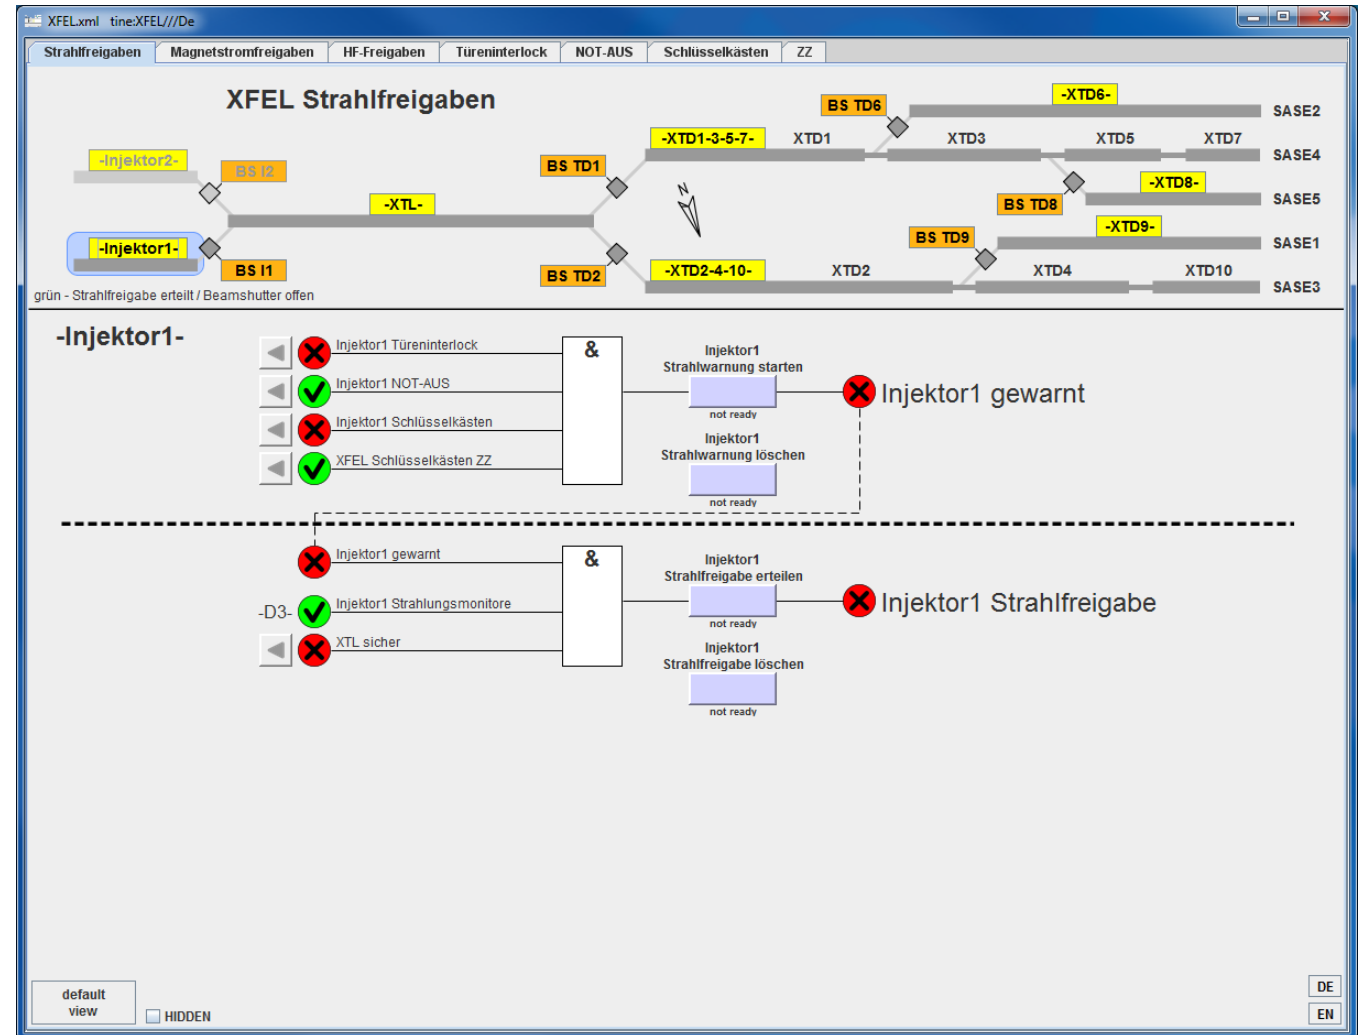 XFEL.xml tine:XFEL///De
Strahlfreigaben Magnetstromfreigaben HF-Freigaben Türeninterlock NOT-AUS Schlüsselkästen ZZ
XFEL Strahlfreigaben
-XTD6-
BS TD6
SASE2
-XTD1-3-5-7- XTD1 XTD3 XTD5 XTD7
SASE4
-Injektor2-
BS I2
BS TD1
-XTD8-
N
SASE5
-XTL-
BS TD8
-XTD9-
BS TD9
SASE1
-Injektor1-
BS I1
BS TD2
-XTD2-4-10- XTD2 XTD4 XTD10
SASE3
grün - Strahlfreigabe erteilt / Beamshutter offen
-Injektor1-
Injektor1 Türeninterlock
Injektor1 NOT-AUS
Injektor1 Schlüsselkästen
XFEL Schlüsselkästen ZZ
&
Injektor1
Strahlwarnung starten
not ready
Injektor1 gewarnt
Injektor1
Strahlwarnung löschen
not ready
Injektor1 gewarnt
-D3- Injektor1 Strahlungsmonitore
XTL sicher
&
Injektor1
Strahlfreigabe erteilen
not ready
Injektor1 Strahlfreigabe
Injektor1
Strahlfreigabe löschen
not ready
default
view
HIDDEN
DE
EN